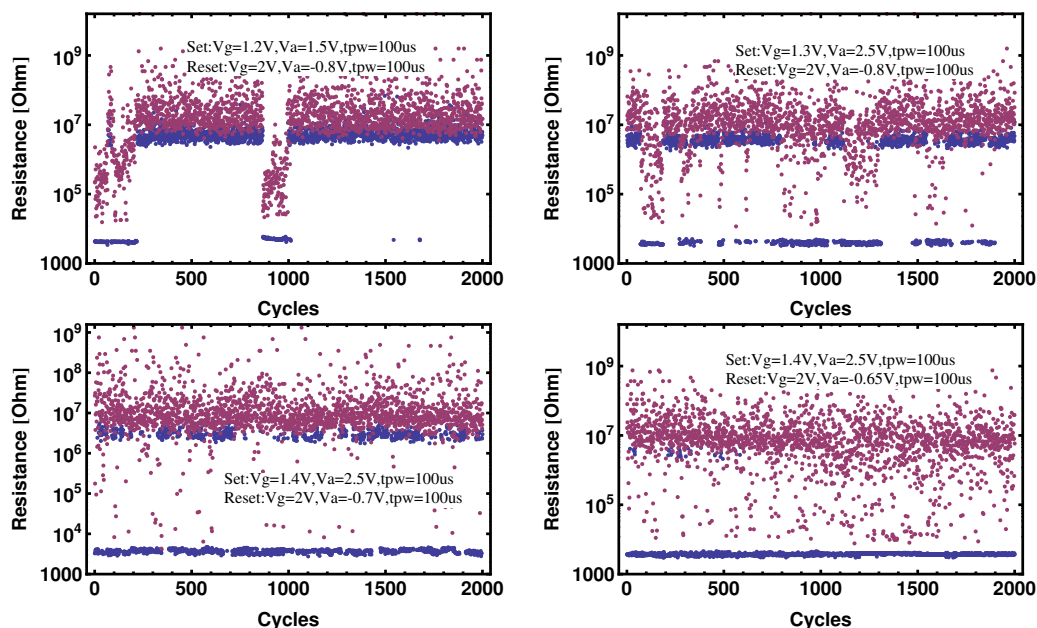 Set:Vg=1.2V,Va=1.5V,tpw=100us
Reset:Vg=2V,Va=-0.8V,tpw=100us
Resistance [Ohm]
10^9
10^7
10^5
1000
0 500 1000 1500 2000
Cycles
Set:Vg=1.3V,Va=2.5V,tpw=100us
Reset:Vg=2V,Va=-0.8V,tpw=100us
Resistance [Ohm]
10^9
10^7
10^5
1000
0 500 1000 1500 2000
Cycles
Set:Vg=1.4V,Va=2.5V,tpw=100us
Reset:Vg=2V,Va=-0.7V,tpw=100us
Resistance [Ohm]
10^9
10^8
10^7
10^6
10^5
10^4
1000
0 500 1000 1500 2000
Cycles
Set:Vg=1.4V,Va=2.5V,tpw=100us
Reset:Vg=2V,Va=-0.65V,tpw=100us
Resistance [Ohm]
10^9
10^7
10^5
1000
0 500 1000 1500 2000
Cycles